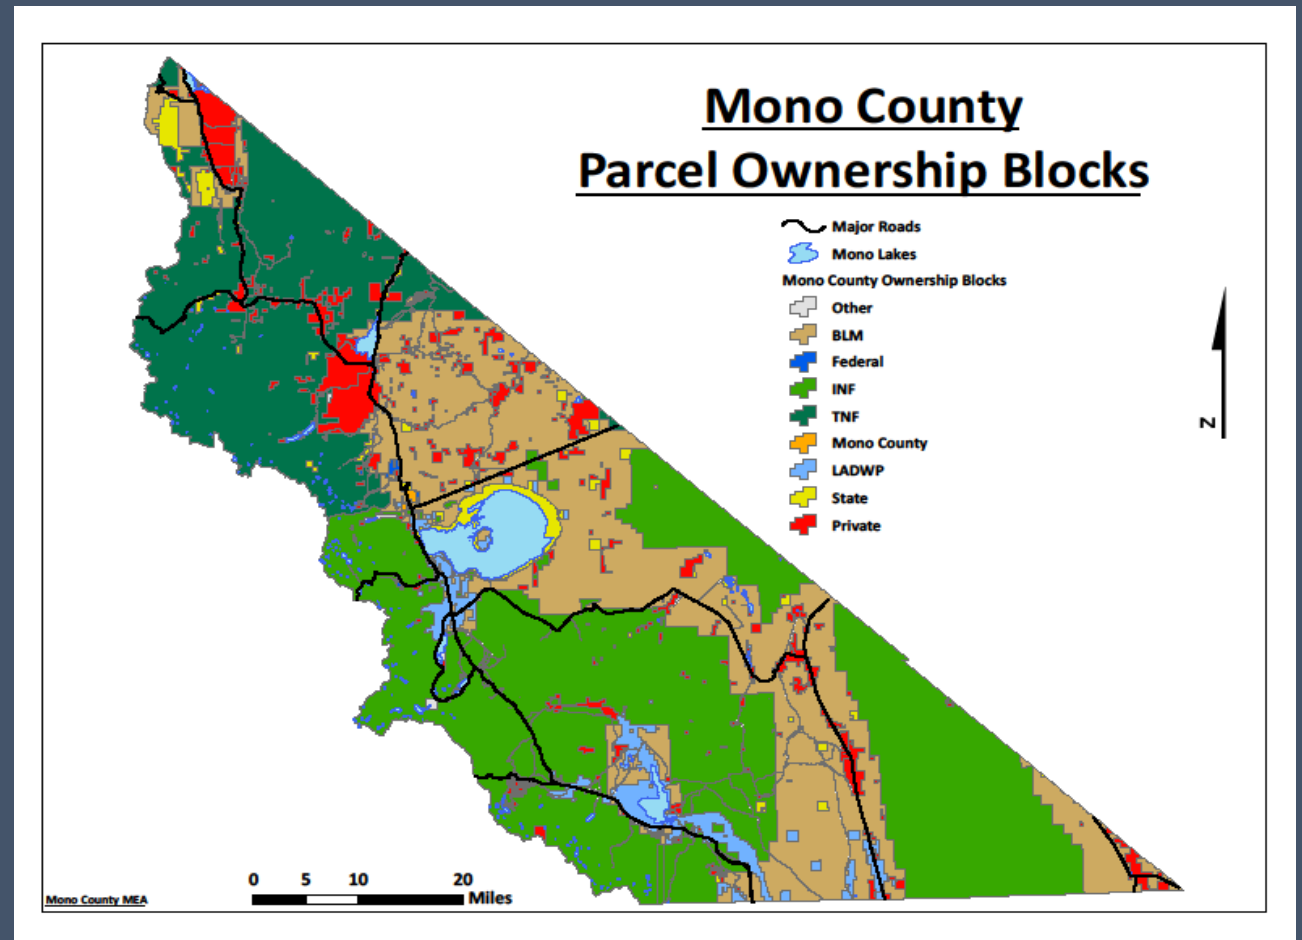 Mono County
Parcel Ownership Blocks
Major Roads
Mono Lakes
Mono County Ownership Blocks
Other
BLM
Federal
INF
TNF
Mono County
LADWP
State
Private
N
0 5 10 20
Miles
Mono County MEA